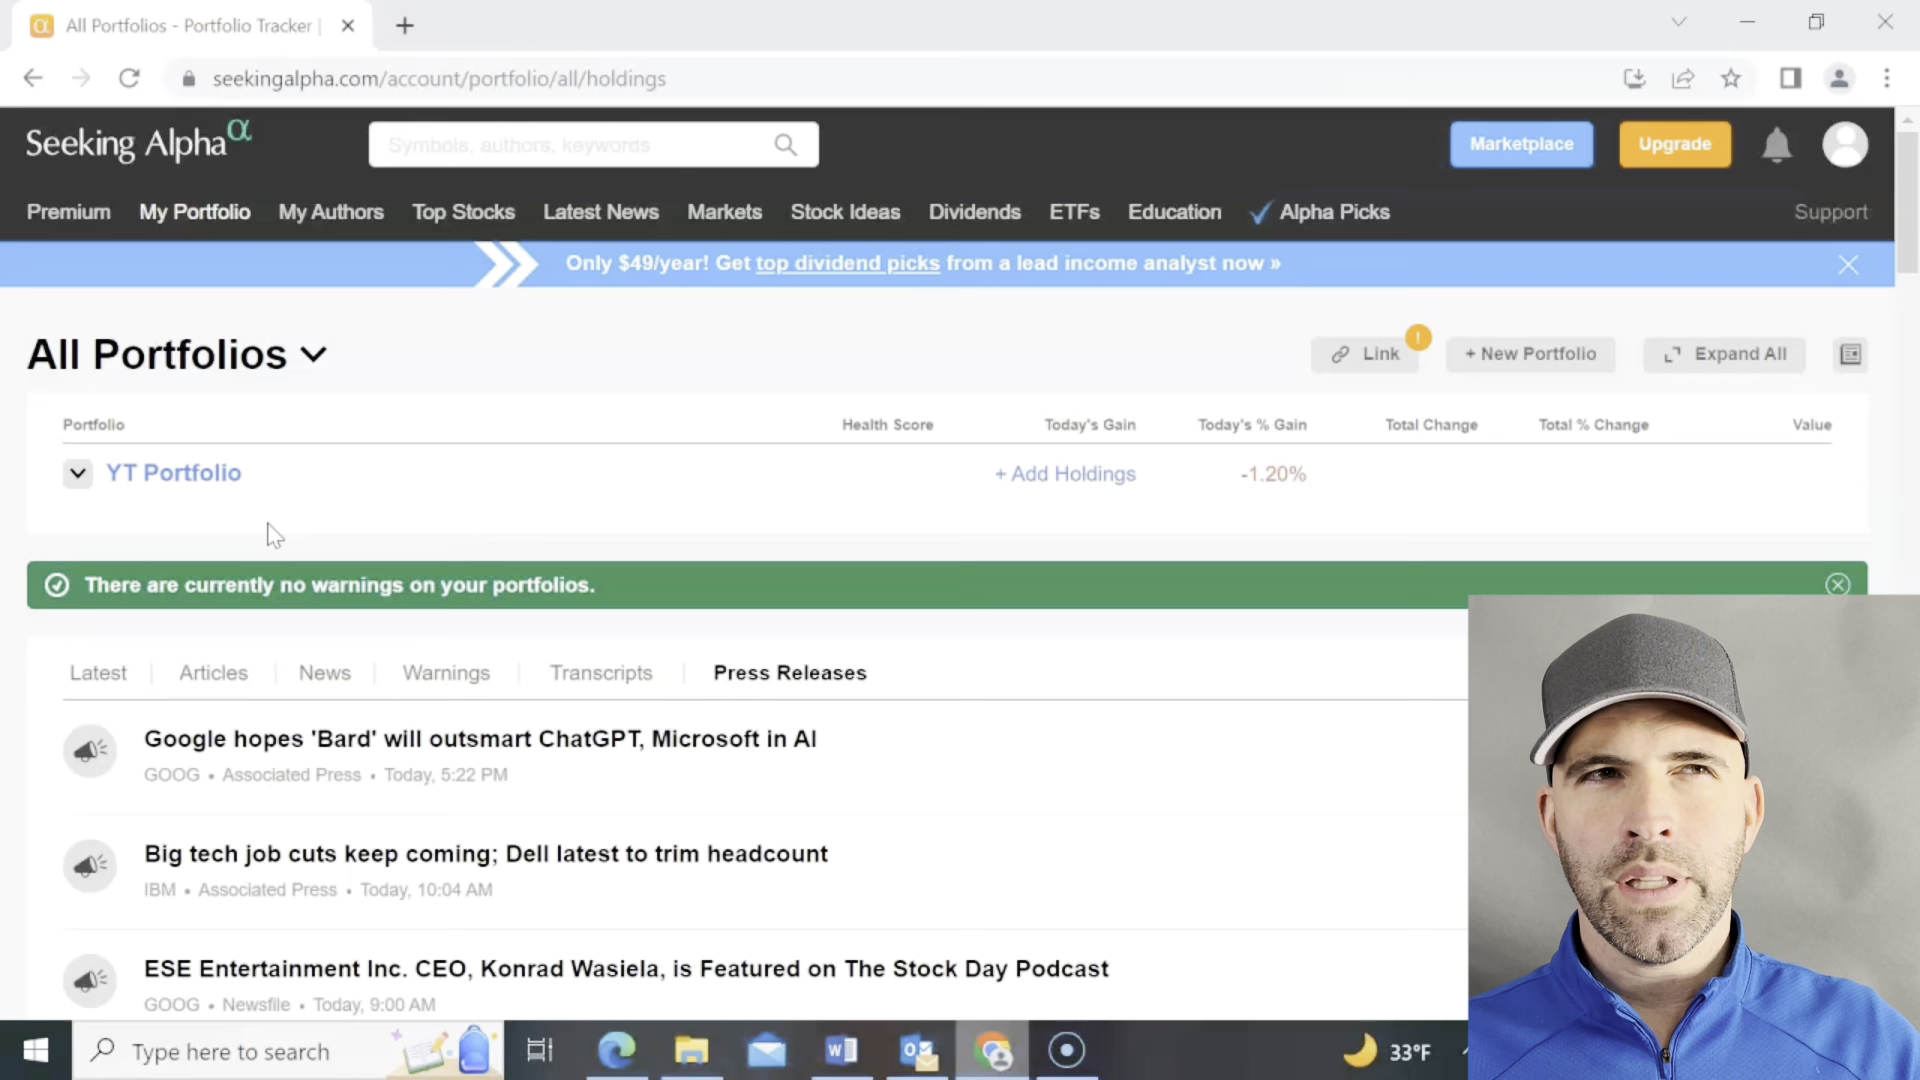 All Portfolios - Portfolio Tracker |
seekingalpha.com/account/portfolio/all/holdings
Seeking Alpha α
Symbols, authors, keywords
Marketplace
Upgrade
Premium My Portfolio My Authors Top Stocks Latest News Markets Stock Ideas Dividends ETFs Education Alpha Picks Support
Only $49/year! Get top dividend picks from a lead income analyst now »
All Portfolios
Link !
+ New Portfolio
Expand All
Portfolio Health Score Today's Gain Today's % Gain Total Change Total % Change Value
YT Portfolio + Add Holdings -1.20%
There are currently no warnings on your portfolios.
Latest | Articles | News | Warnings | Transcripts | Press Releases
Google hopes 'Bard' will outsmart ChatGPT, Microsoft in AI
GOOG • Associated Press • Today, 5:22 PM
Big tech job cuts keep coming; Dell latest to trim headcount
IBM • Associated Press • Today, 10:04 AM
ESE Entertainment Inc. CEO, Konrad Wasiela, is Featured on The Stock Day Podcast
GOOG • Newsfile • Today, 9:00 AM
Type here to search
33°F